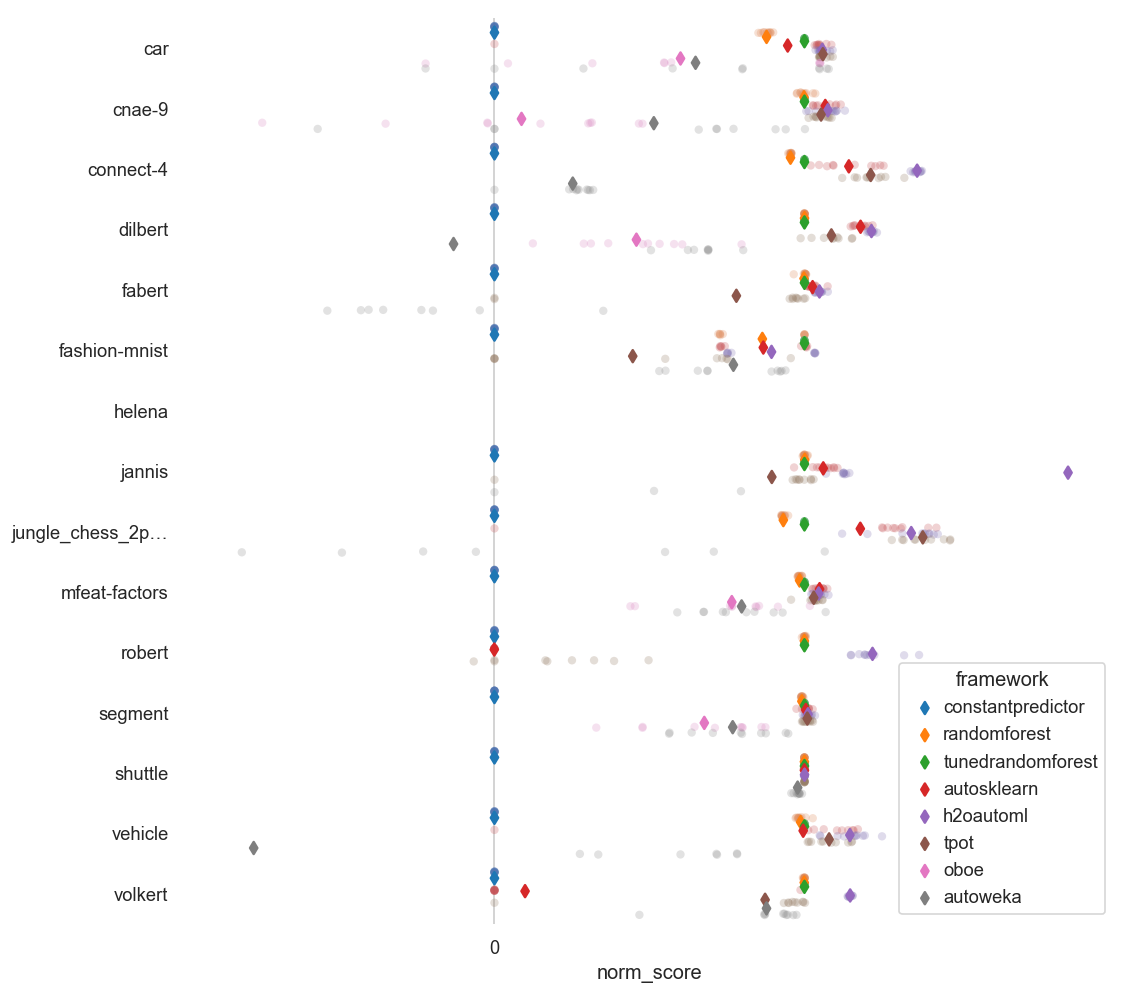 car
cnae-9
connect-4
dilbert
fabert
fashion-mnist
helena
jannis
jungle_chess_2p…
mfeat-factors
robert
segment
shuttle
vehicle
volkert
framework
constantpredictor
randomforest
tunedrandomforest
autosklearn
h2oautoml
tpot
oboe
autoweka
0
norm_score